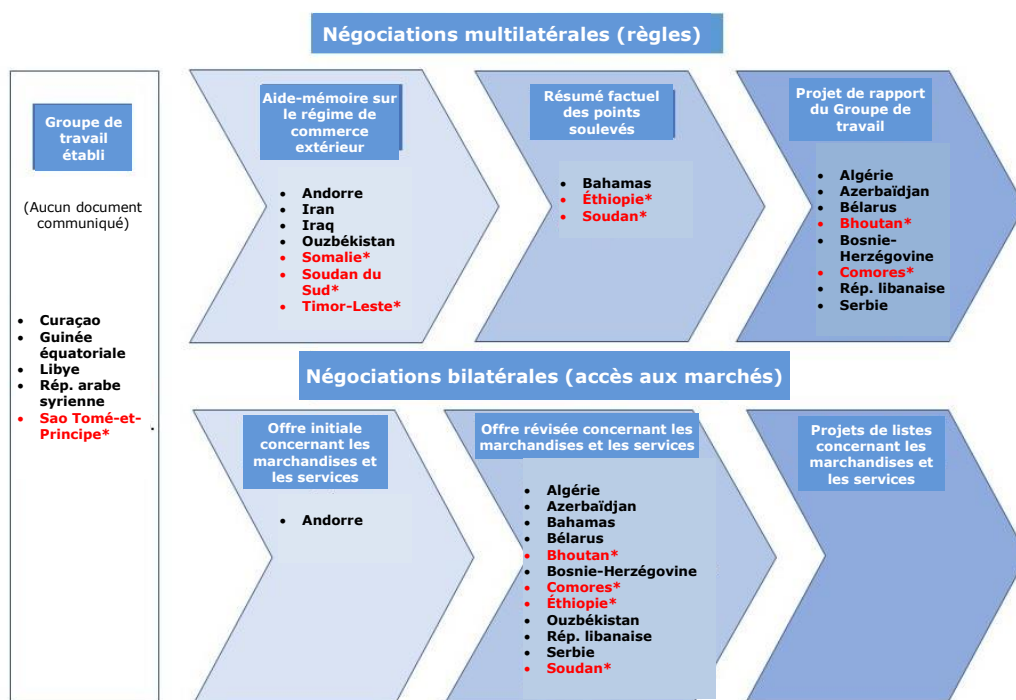 Négociations multilatérales (règles)
Groupe de
travail
établi
(Aucun document
communiqué)
• Curaçao
• Guinée
équatoriale
• Libye
• Rép. arabe
syrienne
• Sao Tomé-et-
Principe*
.
Aide-mémoire sur
le régime de
commerce
extérieur
• Andorre
• Iran
• Iraq
• Ouzbékistan
• Somalie*
• Soudan du
Sud*
• Timor-Leste*
Résumé factuel
des points
soulevés
• Bahamas
• Éthiopie*
• Soudan*
Projet de rapport
du Groupe de
travail
• Algérie
• Azerbaïdjan
• Bélarus
• Bhoutan*
• Bosnie-
Herzégovine
• Comores*
• Rép. libanaise
• Serbie
Négociations bilatérales (accès aux marchés)
Offre initiale
concernant les
marchandises et
les services
• Andorre
Offre révisée concernant les
marchandises et les services
• Algérie
• Azerbaïdjan
• Bahamas
• Bélarus
• Bhoutan*
• Bosnie-Herzégovine
• Comores*
• Éthiopie*
• Ouzbékistan
• Rép. libanaise
• Serbie
• Soudan*
Projets de listes
concernant les
marchandises et
les services